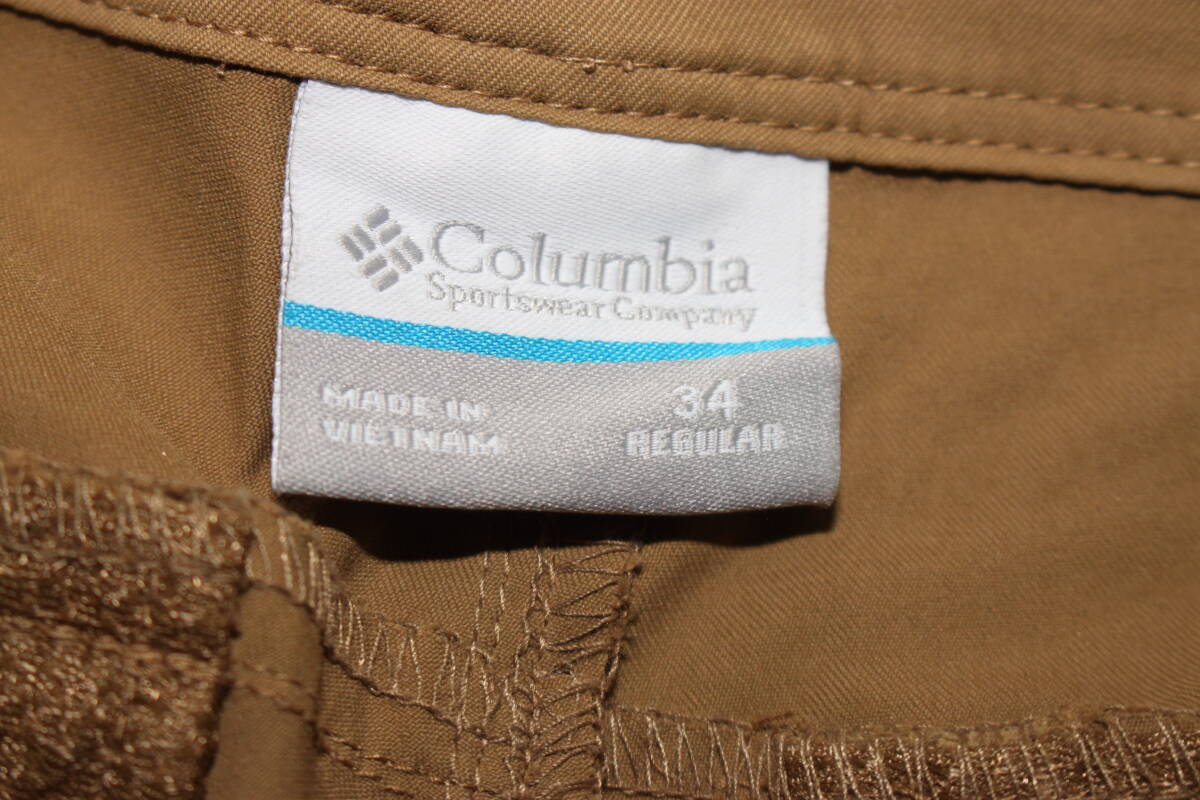 Columbia
Sportswear Company
MADE IN
VIETNAM
34
REGULAR